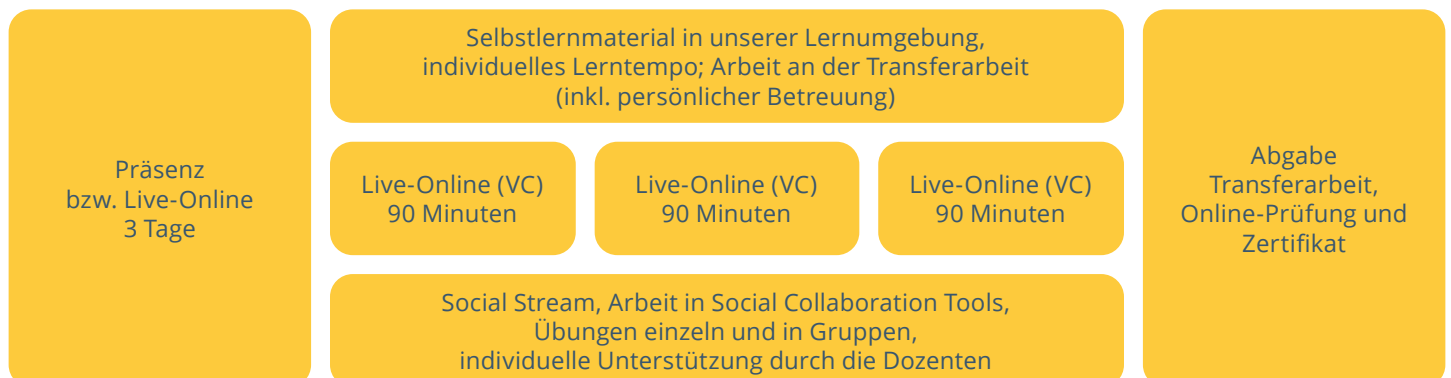 Präsenz
bzw. Live-Online
3 Tage
Selbstlernmaterial in unserer Lernumgebung,
individuelles Lerntempo; Arbeit an der Transferarbeit
(inkl. persönlicher Betreuung)
Live-Online (VC)
90 Minuten
Live-Online (VC)
90 Minuten
Live-Online (VC)
90 Minuten
Social Stream, Arbeit in Social Collaboration Tools,
Übungen einzeln und in Gruppen,
individuelle Unterstützung durch die Dozenten
Abgabe
Transferarbeit,
Online-Prüfung und
Zertifikat